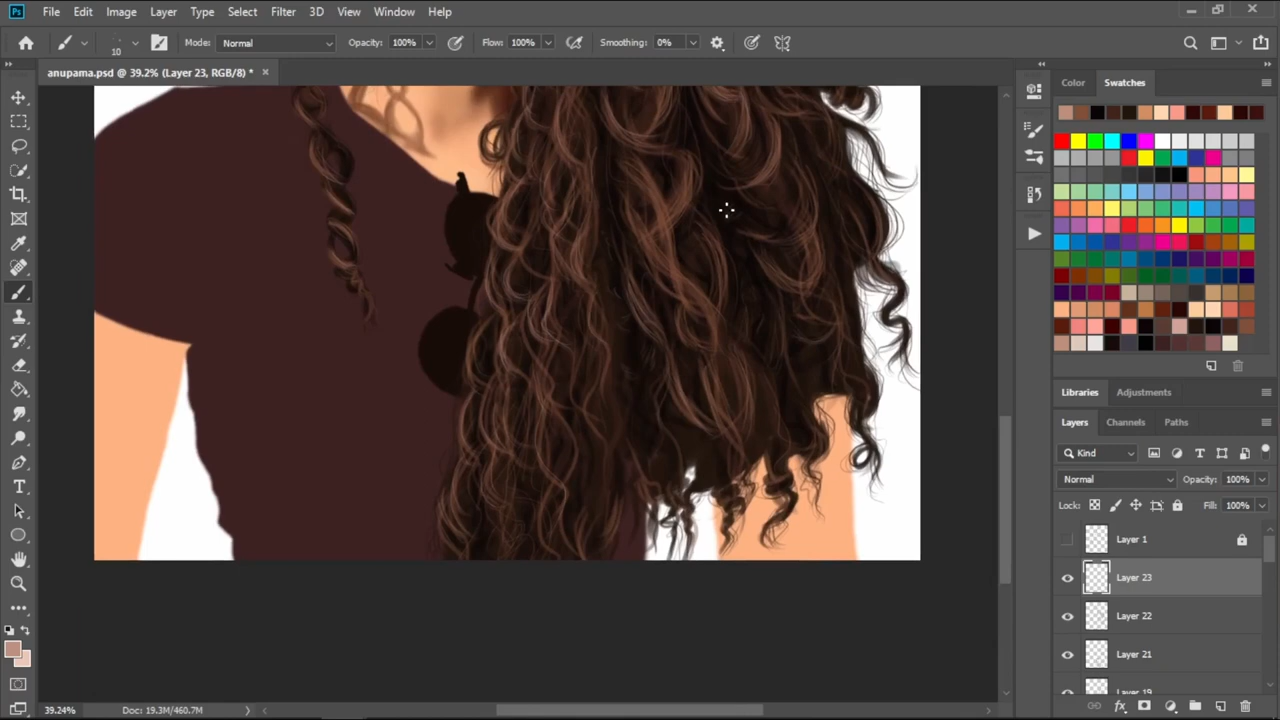 Ps File Edit Image Layer Type Select Filter 3D View Window Help
10 Mode: Normal Opacity: 100% Flow: 100% Smoothing: 0%
anupama.psd @ 39.2% (Layer 23, RGB/8) * ×
Color Swatches
Libraries Adjustments
Layers Channels Paths
Kind
Normal Opacity: 100%
Lock: Fill: 100%
Layer 1
Layer 23
Layer 22
Layer 21
Layer 19
39.24% Doc: 19.3M/460.7M